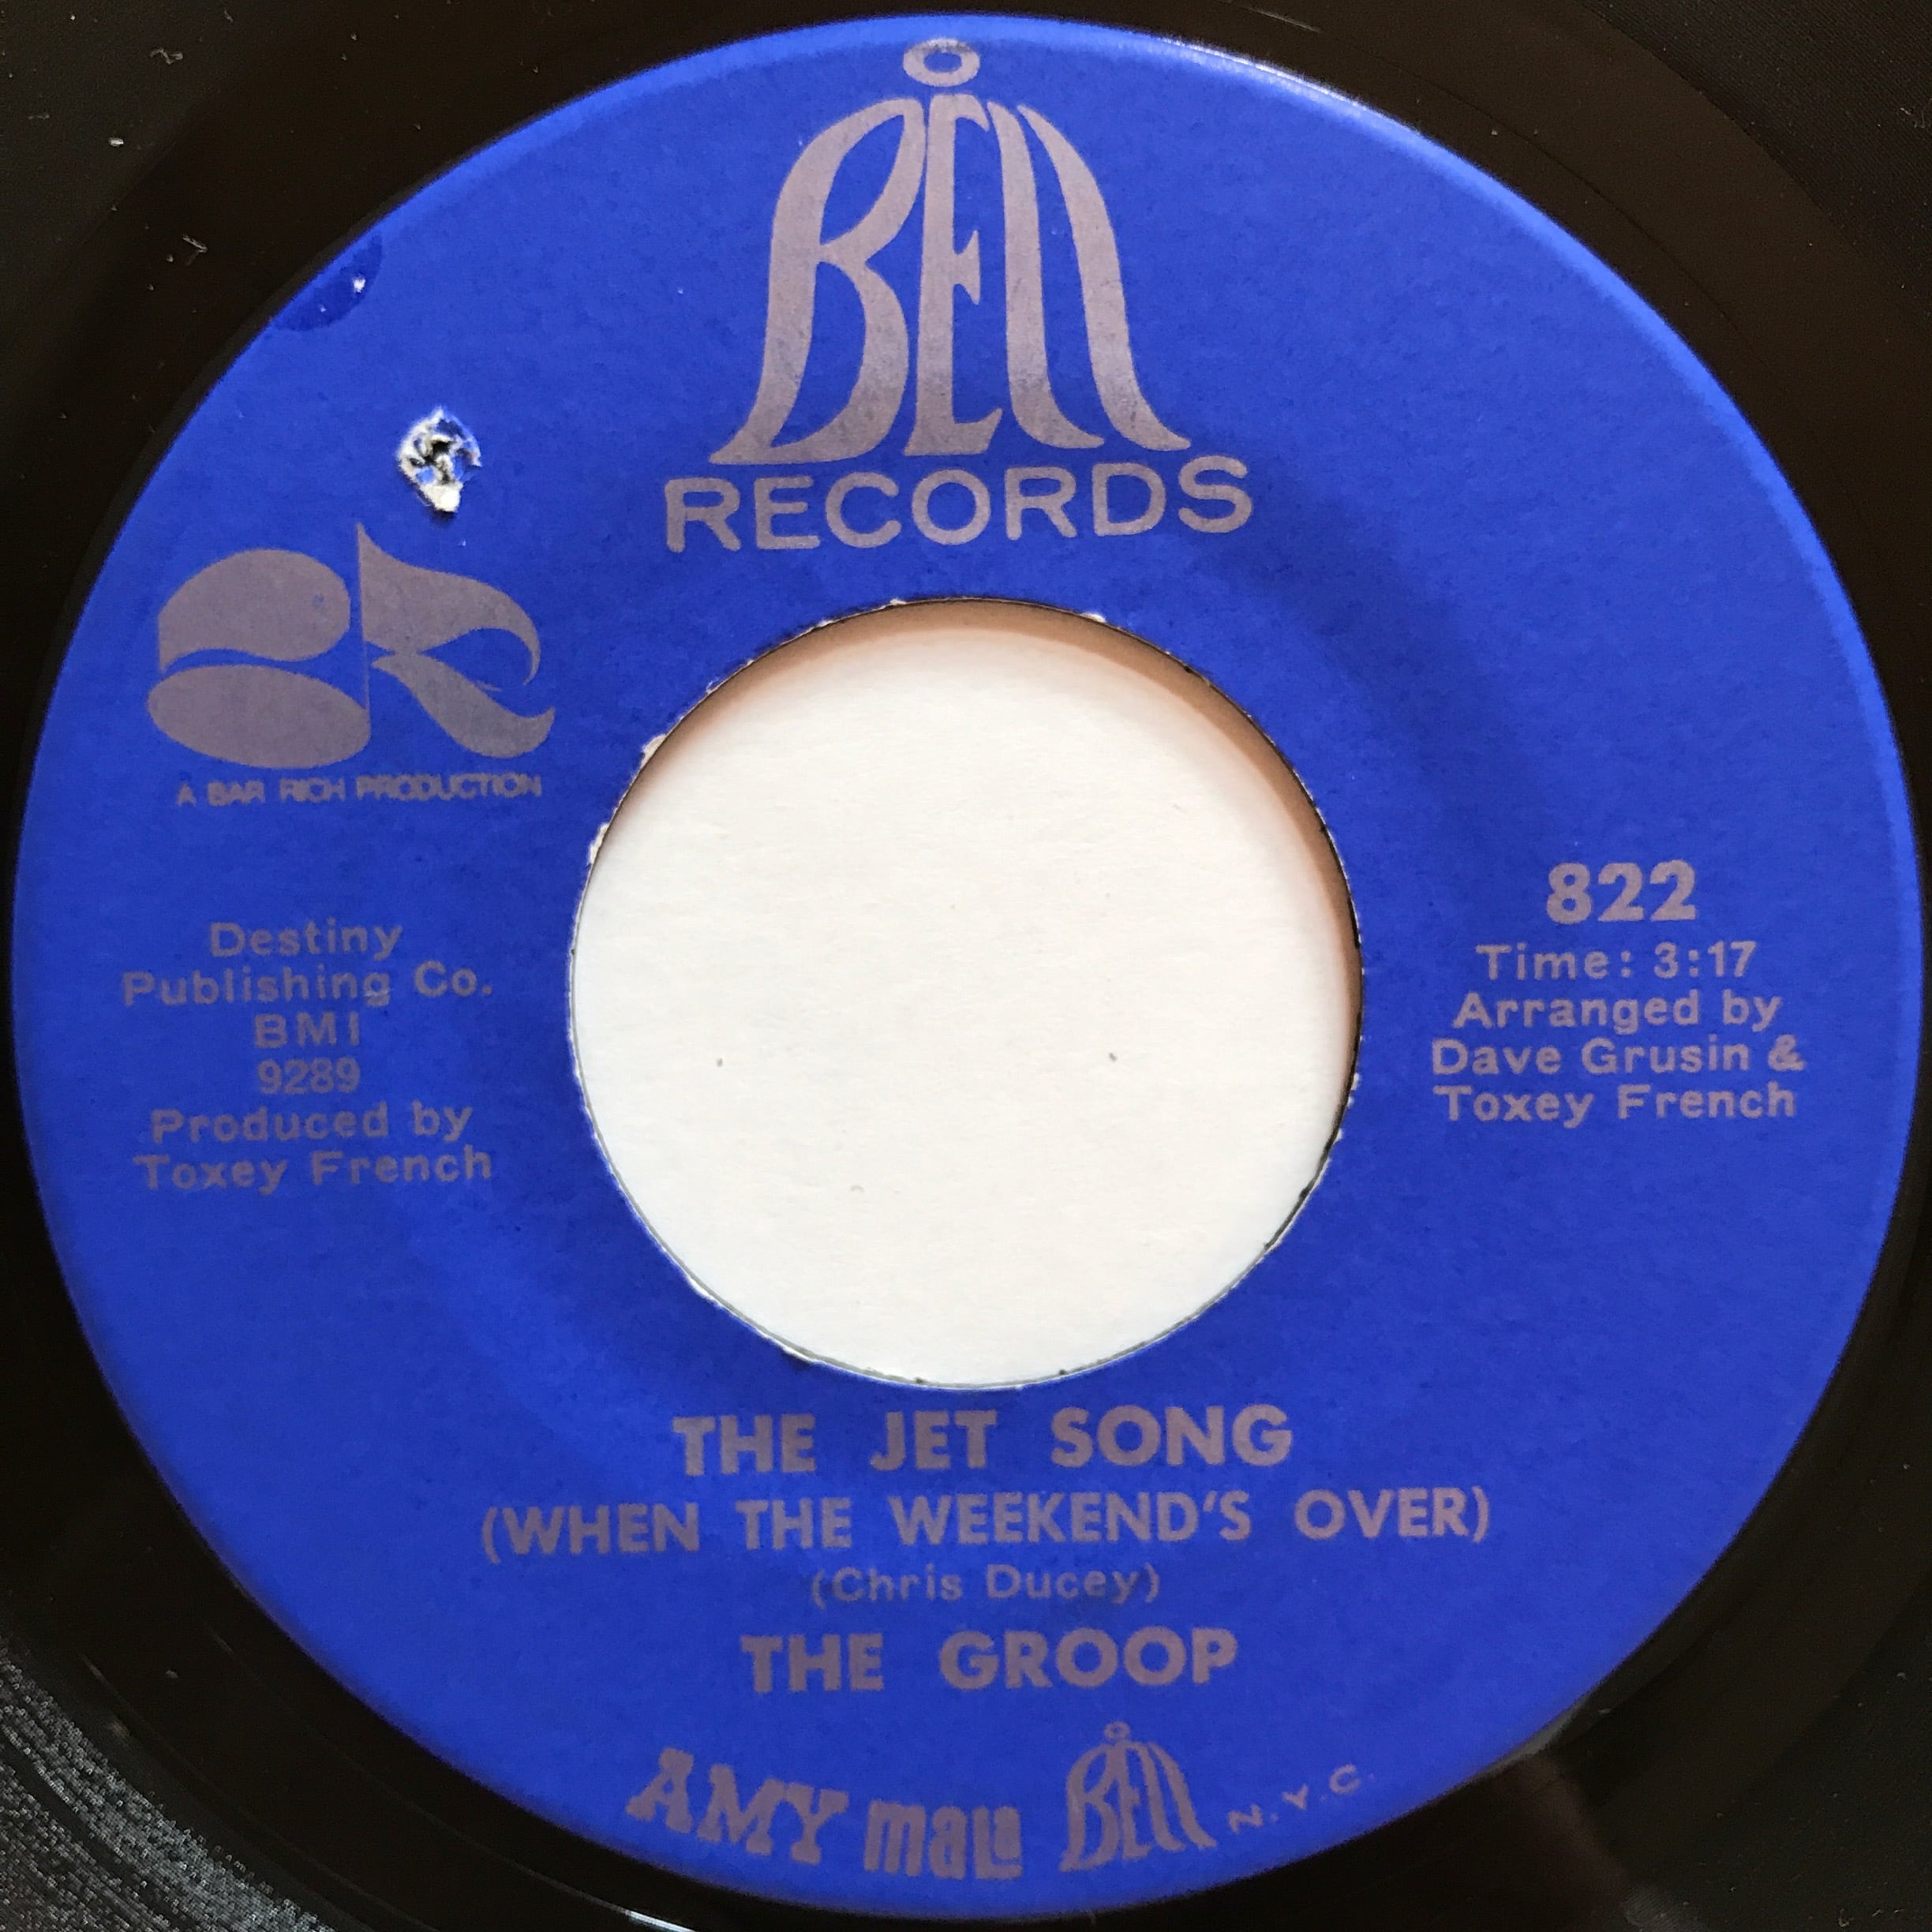 BELL
RECORDS
BR
A BAR RICH PRODUCTION
Destiny
Publishing Co.
BMI
9289
Produced by
Toxey French
822
Time: 3:17
Arranged by
Dave Grusin &
Toxey French
THE JET SONG
(WHEN THE WEEKEND'S OVER)
(Chris Ducey)
THE GROOP
AMY mala BELL N.Y.C.